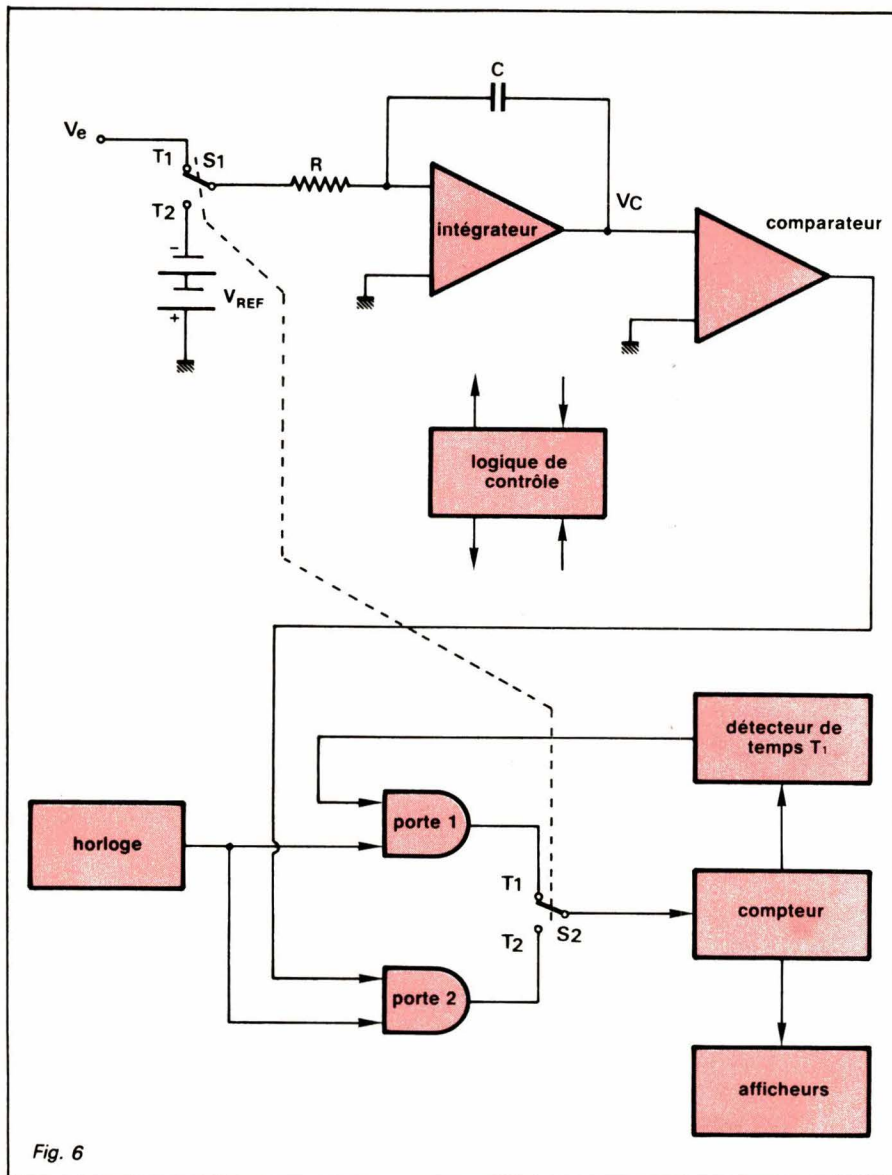 C
Ve
T1
S1
R
T2
–
VREF
+
intégrateur
VC
comparateur
logique de
contrôle
détecteur de
temps T1
horloge
porte 1
T1
S2
T2
compteur
porte 2
afficheurs
Fig. 6